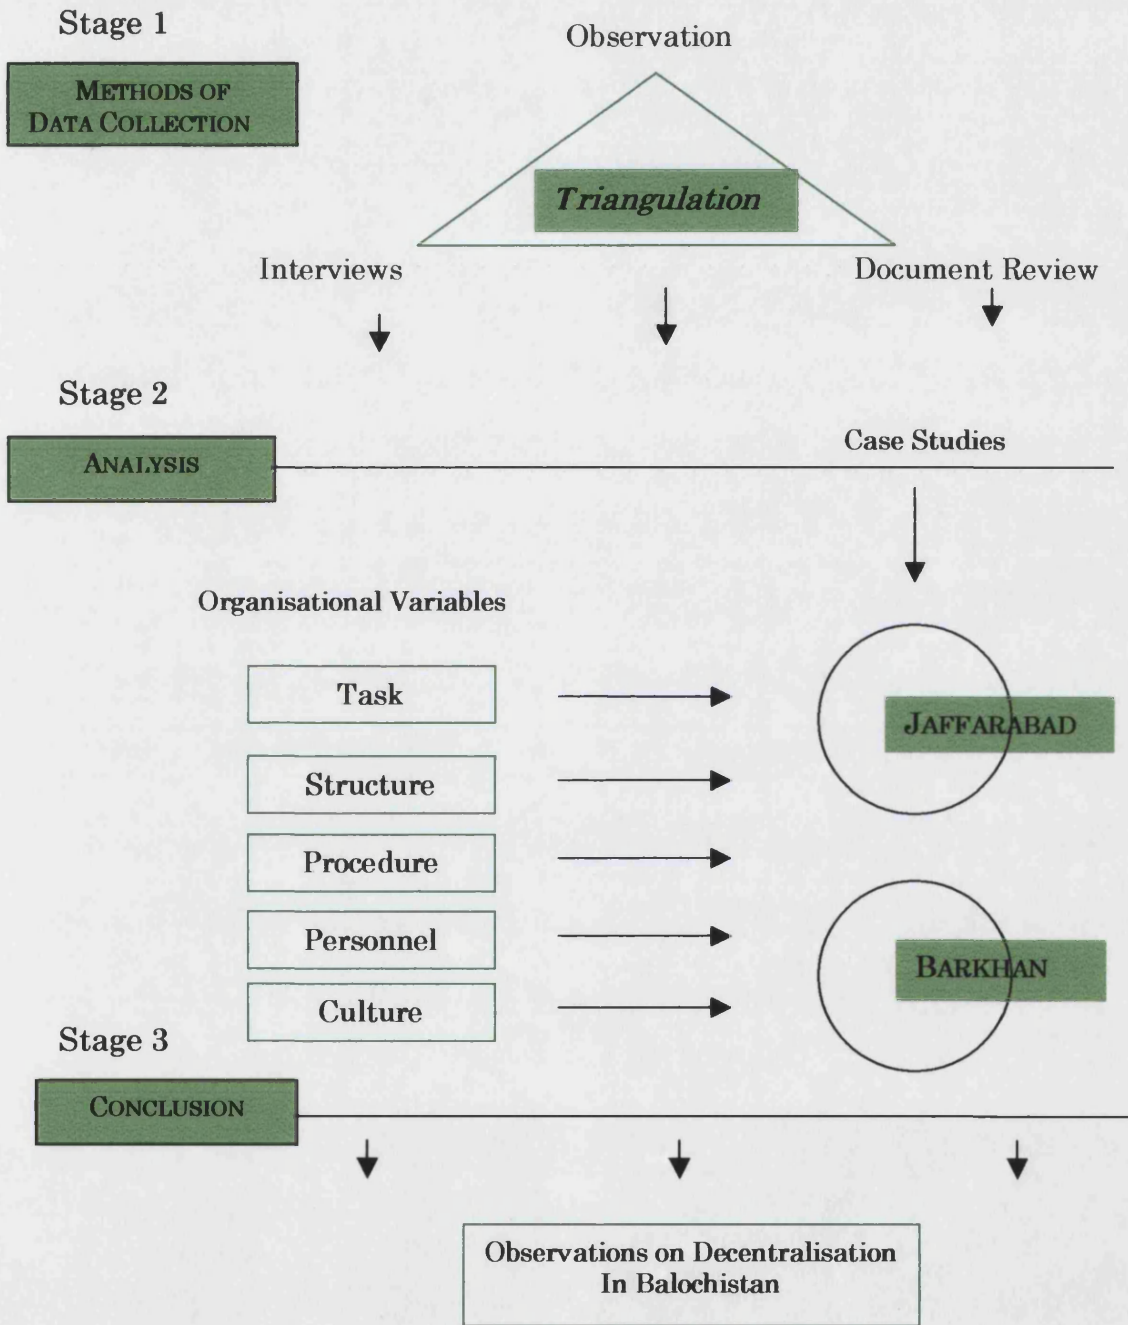 Stage 1
Observation
METHODS OF
DATA COLLECTION
Triangulation
Interviews
Document Review
Stage 2
Case Studies
ANALYSIS
Organisational Variables
Task
JAFFARABAD
Structure
Procedure
Personnel
BARKHAN
Culture
Stage 3
CONCLUSION
Observations on Decentralisation
In Balochistan